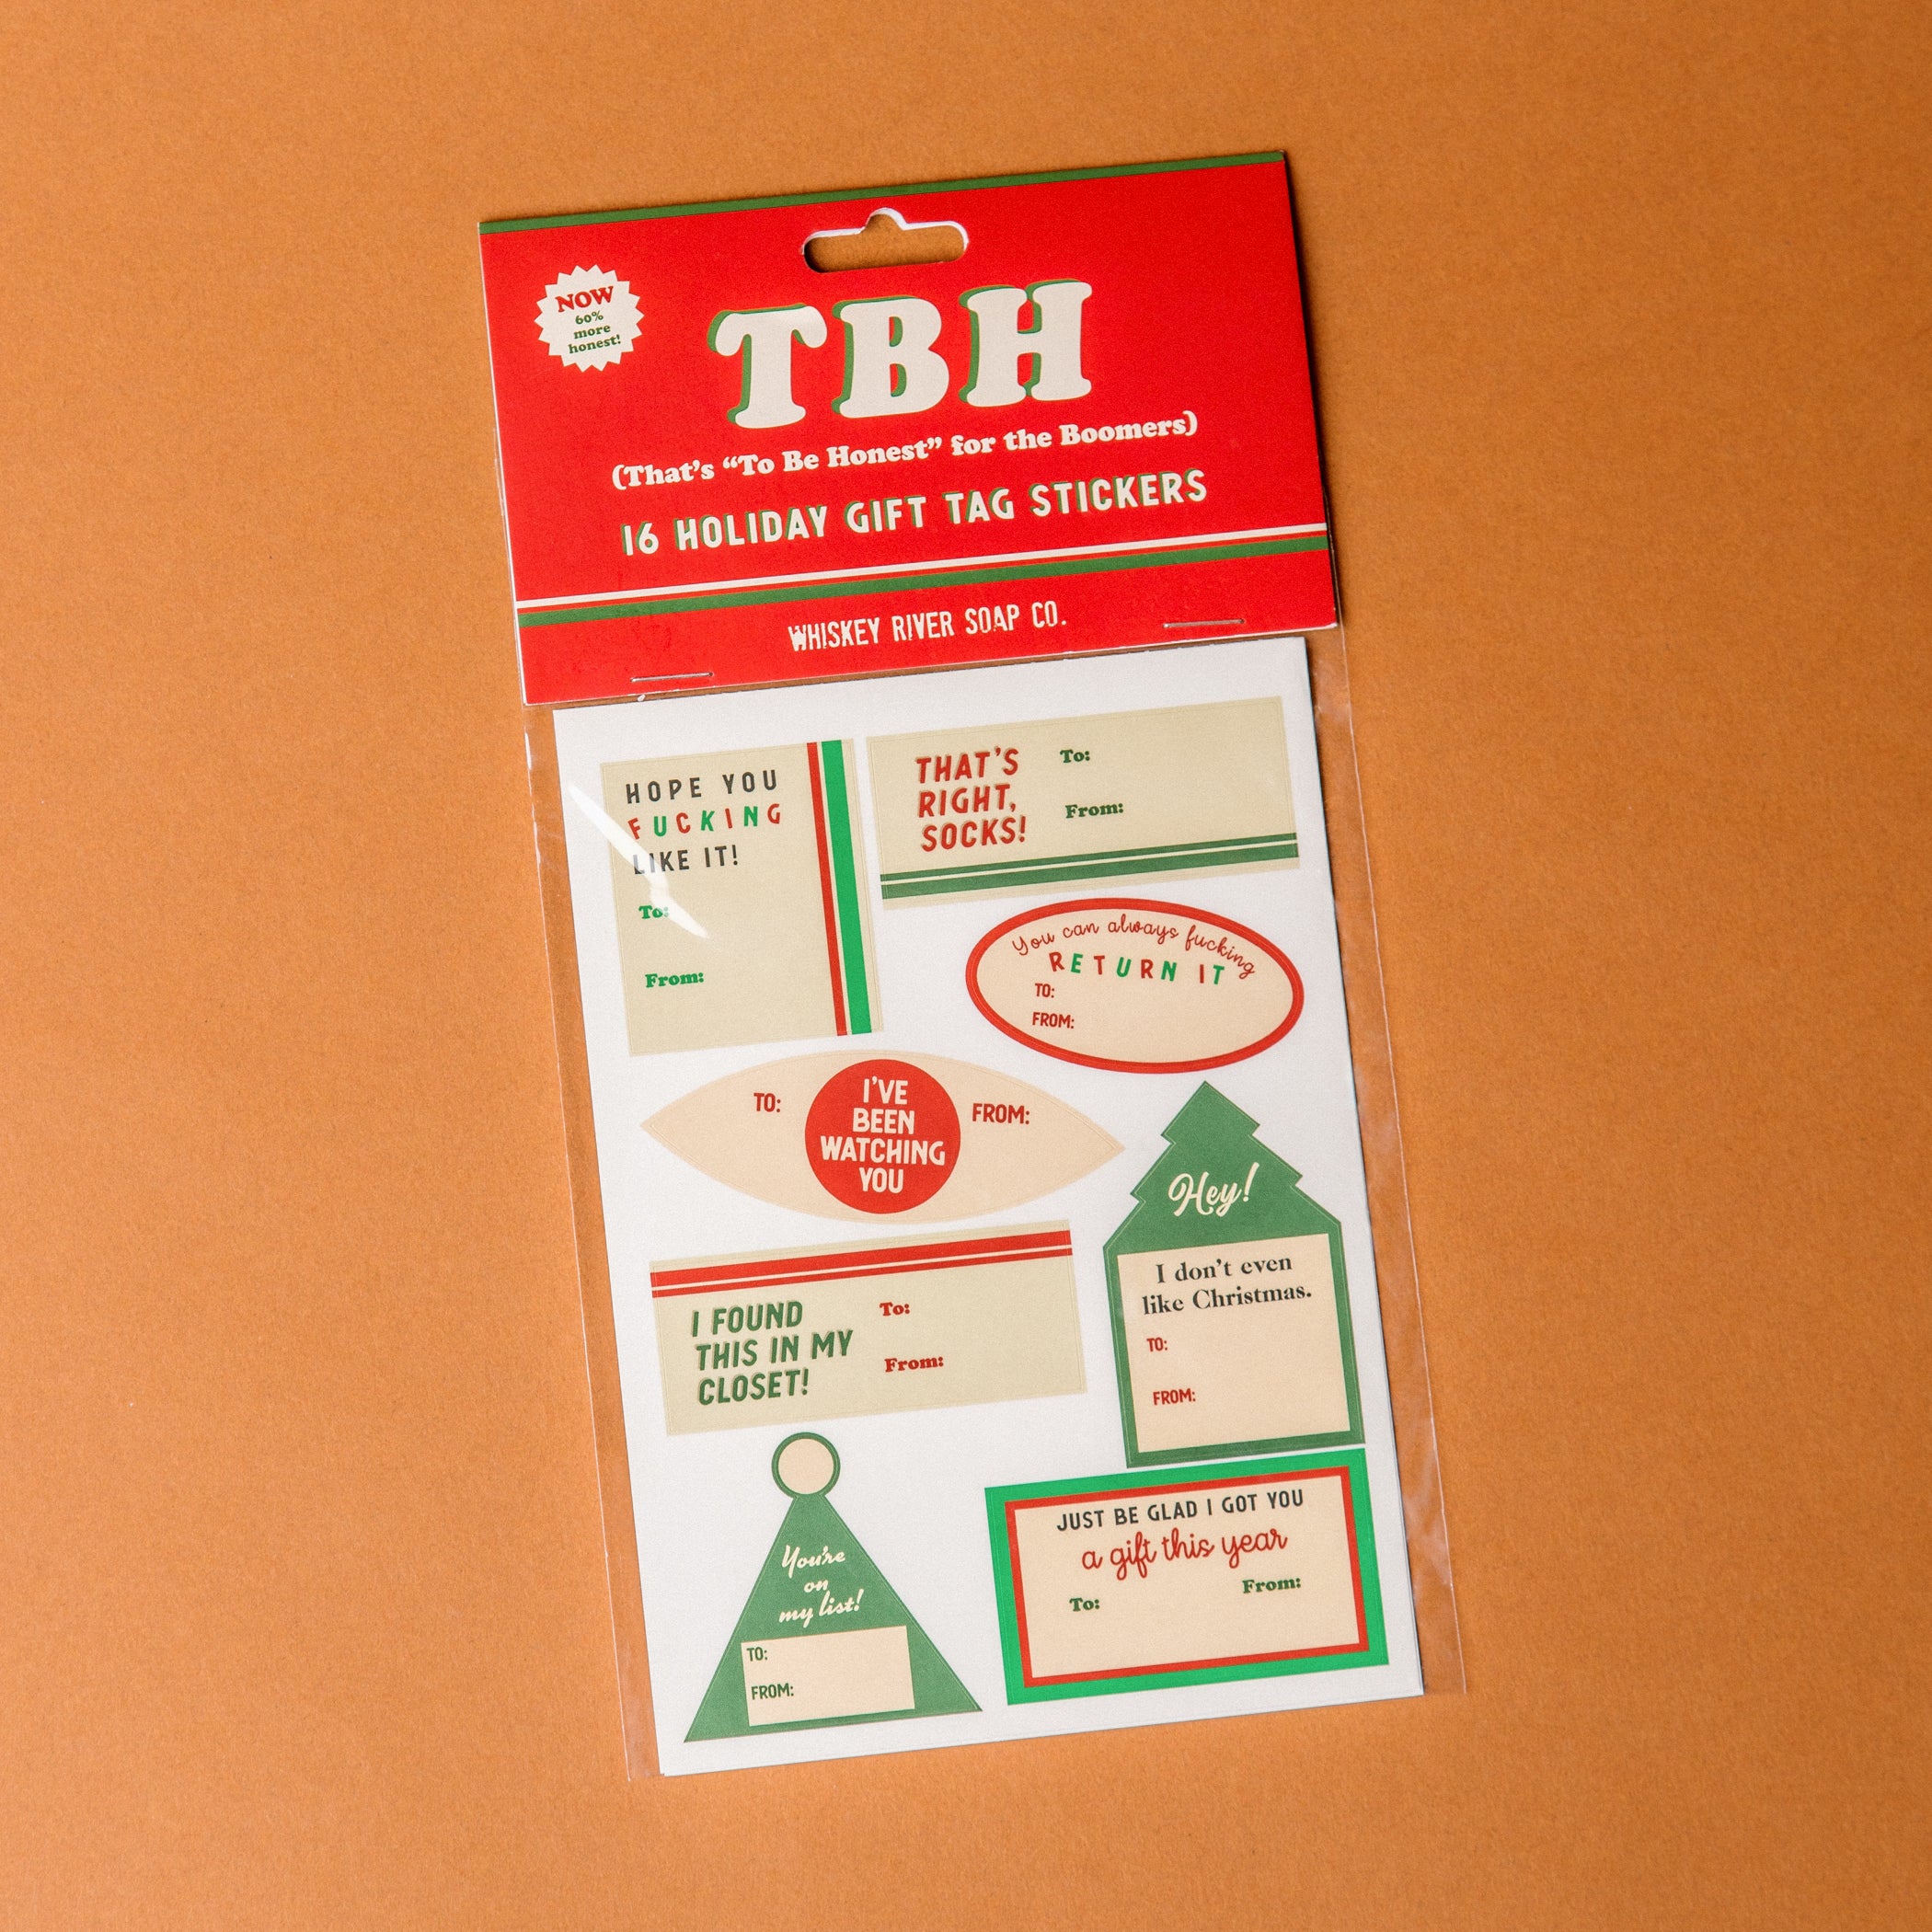 NOW
60%
more
honest!
TBH
(That's “To Be Honest” for the Boomers)
16 HOLIDAY GIFT TAG STICKERS
WHISKEY RIVER SOAP CO.
HOPE YOU
FUCKING
LIKE IT!
To:
From:
THAT'S
RIGHT,
SOCKS!
To:
From:
You can always fucking
RETURN IT
TO:
FROM:
TO:
I'VE
BEEN
WATCHING
YOU
FROM:
Hey!
I don't even
like Christmas.
TO:
FROM:
I FOUND
THIS IN MY
CLOSET!
To:
From:
You're
on
my list!
TO:
FROM:
JUST BE GLAD I GOT YOU
a gift this year
To:
From: